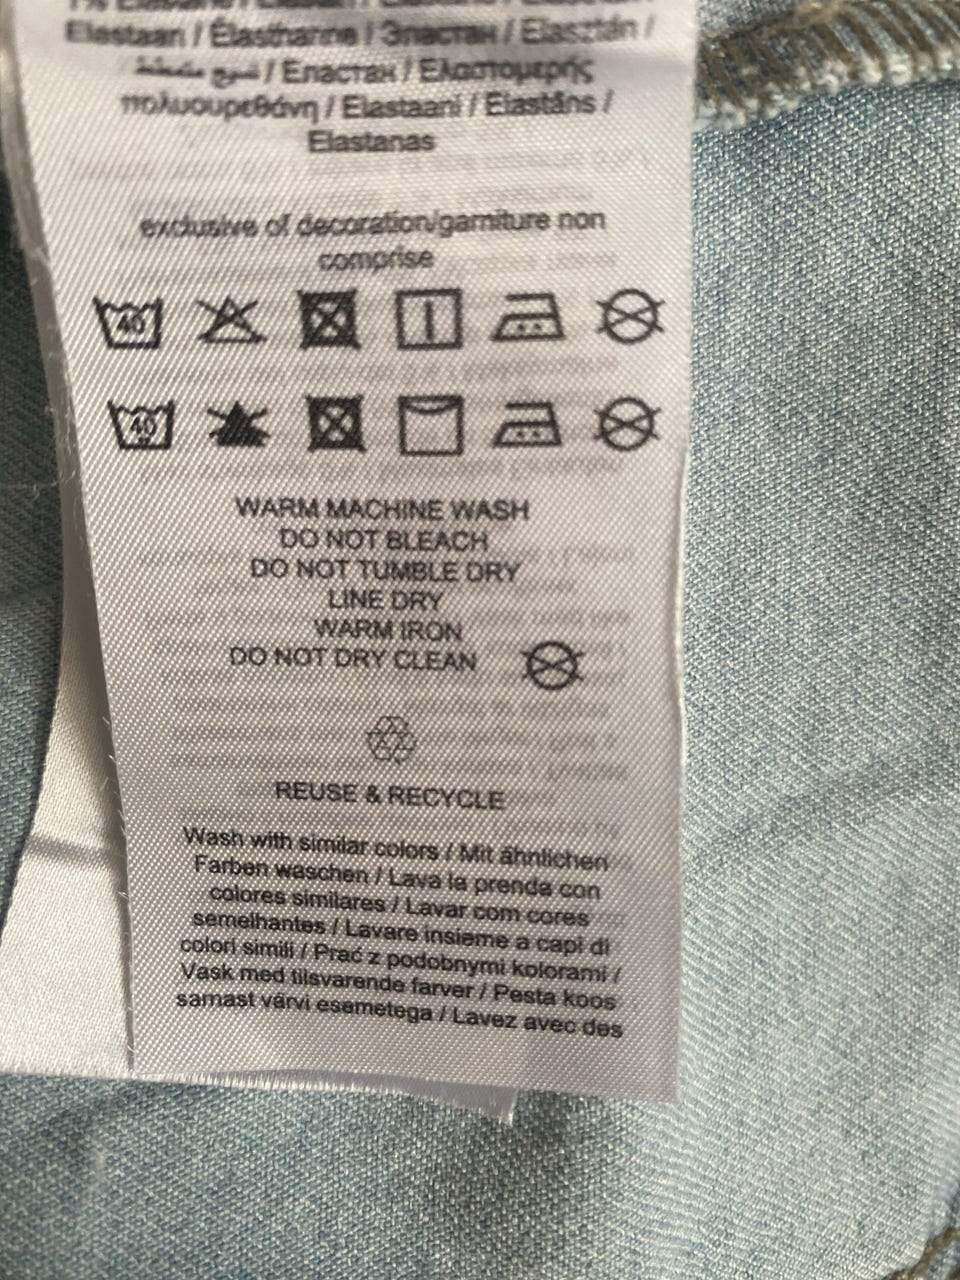 Elastaan / Élasthanne / Эластан / Elasztán /
/ Еластан / Ελαστομερής
πολυουρεθάνη / Elastaani / Elastāns /
Elastanas
exclusive of decoration/garniture non
comprise
40
40
WARM MACHINE WASH
DO NOT BLEACH
DO NOT TUMBLE DRY
LINE DRY
WARM IRON
DO NOT DRY CLEAN
REUSE & RECYCLE
Wash with similar colors / Mit ähnlichen
Farben waschen / Lava la prenda con
colores similares / Lavar com cores
semelhantes / Lavare insieme a capi di
colori simili / Prać z podobnymi kolorami /
Vask med tilsvarende farver / Pesta koos
samast värvi esemetega / Lavez avec des